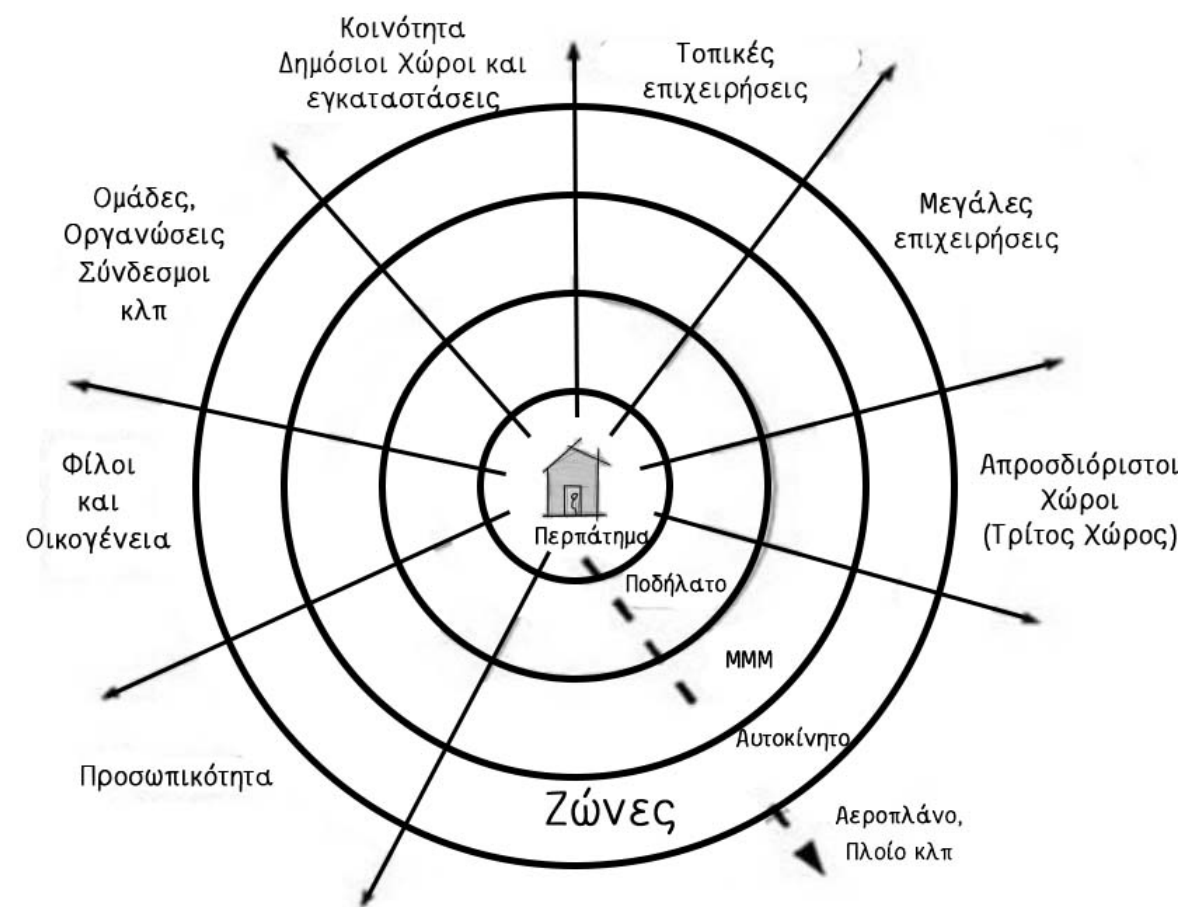 Κοινότητα
Δημόσιοι Χώροι και
εγκαταστάσεις
Τοπικές
επιχειρήσεις
Ομάδες,
Οργανώσεις
Σύνδεσμοι
κλπ
Μεγάλες
επιχειρήσεις
Φίλοι
και
Οικογένεια
Απροσδιόριστοι
Χώροι
(Τρίτος Χώρος)
Περπάτημα
Ποδήλατο
ΜΜΜ
Αυτοκίνητο
Προσωπικότητα
Ζώνες
Αεροπλάνο,
Πλοίο κλπ